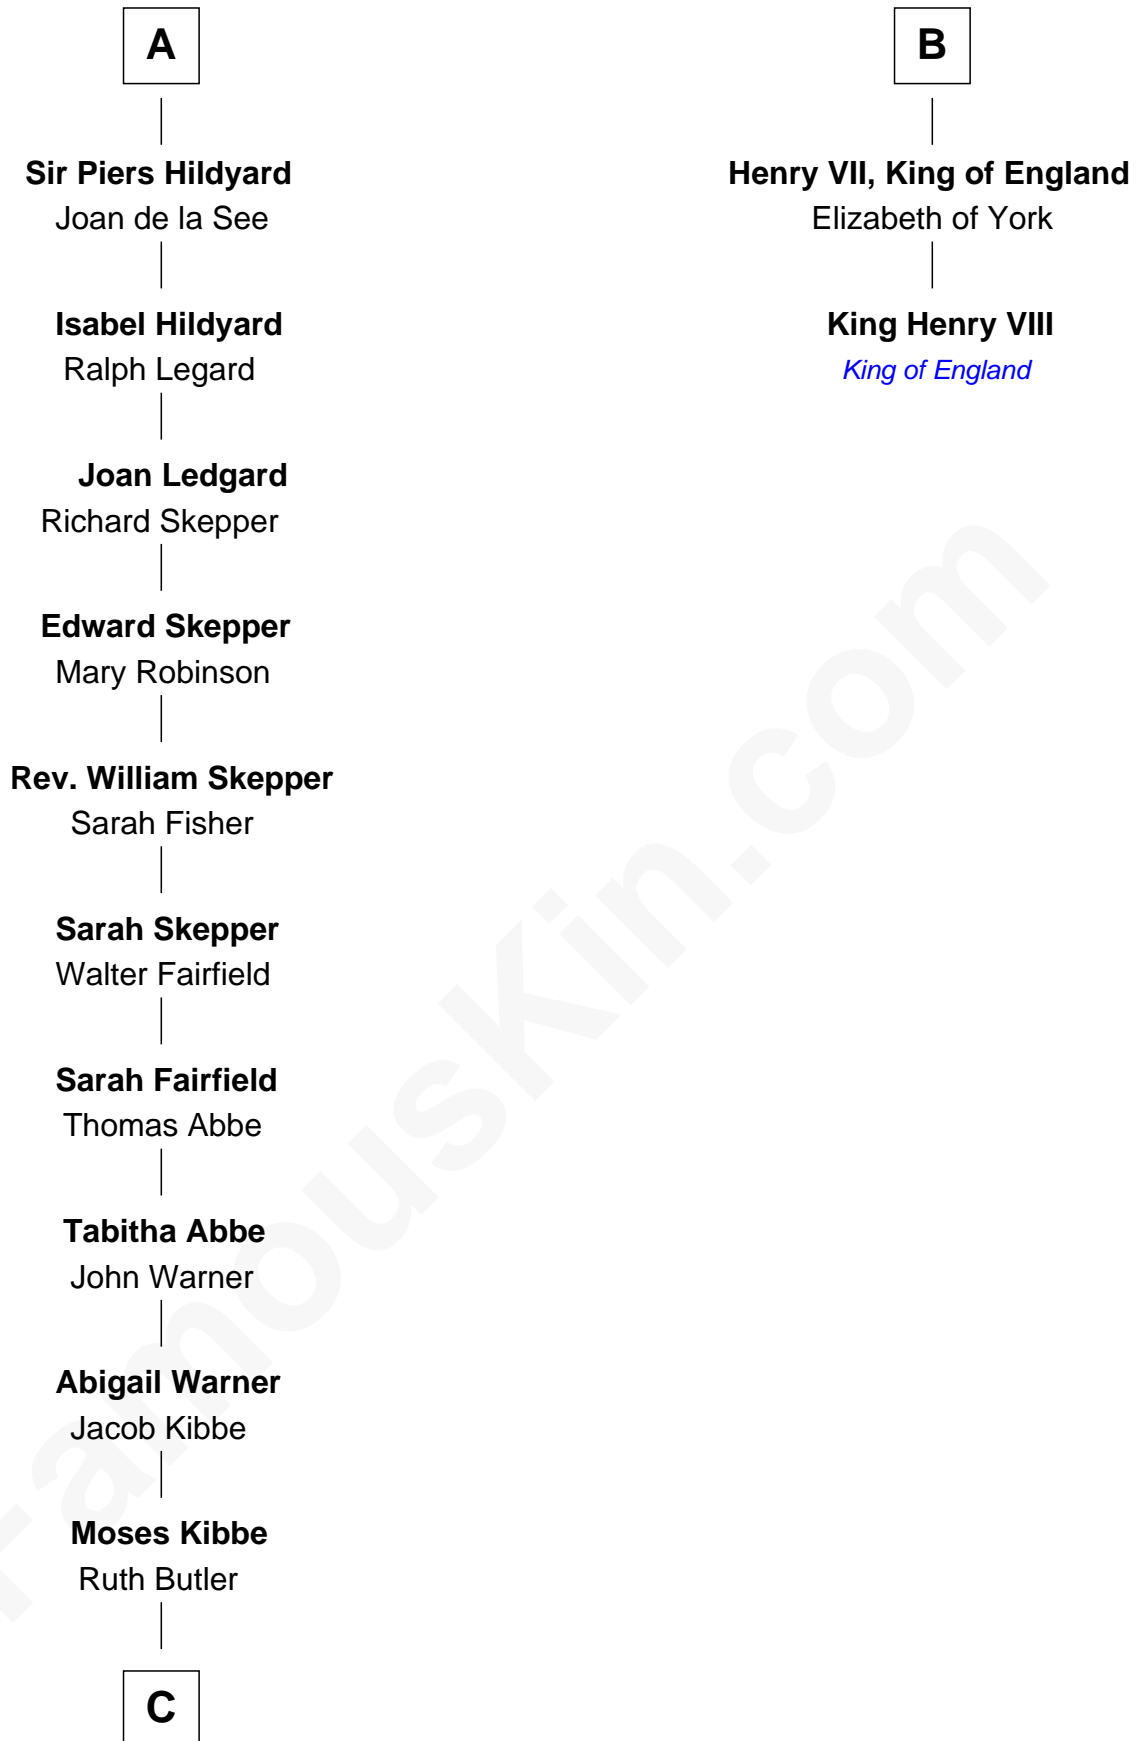 A
Sir Piers Hildyard
Joan de la See
Isabel Hildyard
Ralph Legard
Joan Ledgard
Richard Skepper
Edward Skepper
Mary Robinson
Rev. William Skepper
Sarah Fisher
Sarah Skepper
Walter Fairfield
Sarah Fairfield
Thomas Abbe
Tabitha Abbe
John Warner
Abigail Warner
Jacob Kibbe
Moses Kibbe
Ruth Butler
C
B
Henry VII, King of England
Elizabeth of York
King Henry VIII
King of England
FamousKin.com